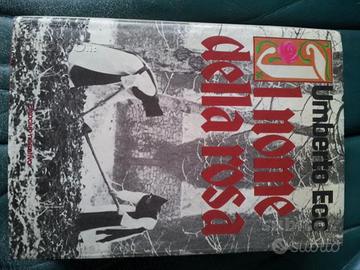 Umberto Eco
Il nome
della rosa
subito